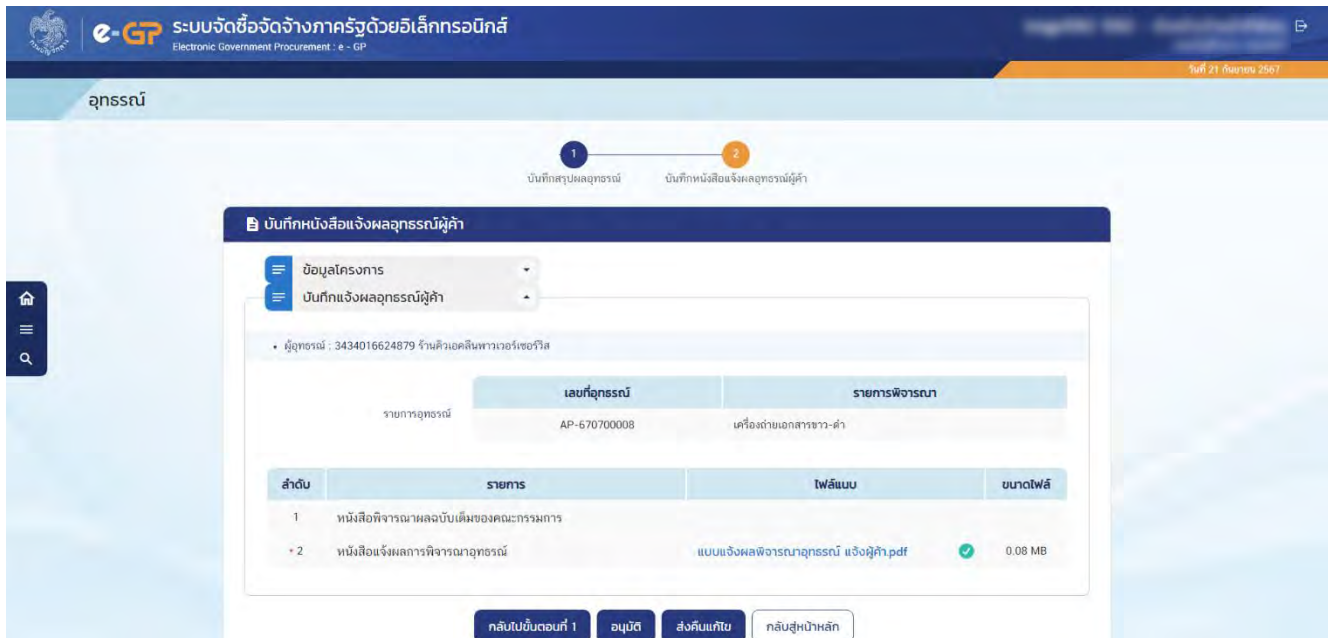 e-GP ระบบจัดซื้อจัดจ้างภาครัฐด้วยอิเล็กทรอนิกส์
Electronic Government Procurement : e - GP
วันที่ 21 กันยายน 2567
อุทธรณ์
1 2
บันทึกสรุปผลอุทธรณ์ บันทึกหนังสือแจ้งผลอุทธรณ์ผู้ค้า
บันทึกหนังสือแจ้งผลอุทธรณ์ผู้ค้า
ข้อมูลโครงการ
บันทึกแจ้งผลอุทธรณ์ผู้ค้า
• ผู้อุทธรณ์ : 3434016624879 ร้านคิวเอคลีนพาวเวอร์เซอร์วิส
เลขที่อุทธรณ์ รายการพิจารณา
รายการอุทธรณ์
AP-670700008 เครื่องถ่ายเอกสารขาว-ดำ
ลำดับ รายการ ไฟล์แนบ ขนาดไฟล์
1 หนังสือพิจารณาผลฉบับเต็มของคณะกรรมการ
* 2 หนังสือแจ้งผลการพิจารณาอุทธรณ์ แบบแจ้งผลพิจารณาอุทธรณ์ แจ้งผู้ค้า.pdf 0.08 MB
กลับไปขั้นตอนที่ 1 อนุมัติ ส่งคืนแก้ไข กลับสู่หน้าหลัก